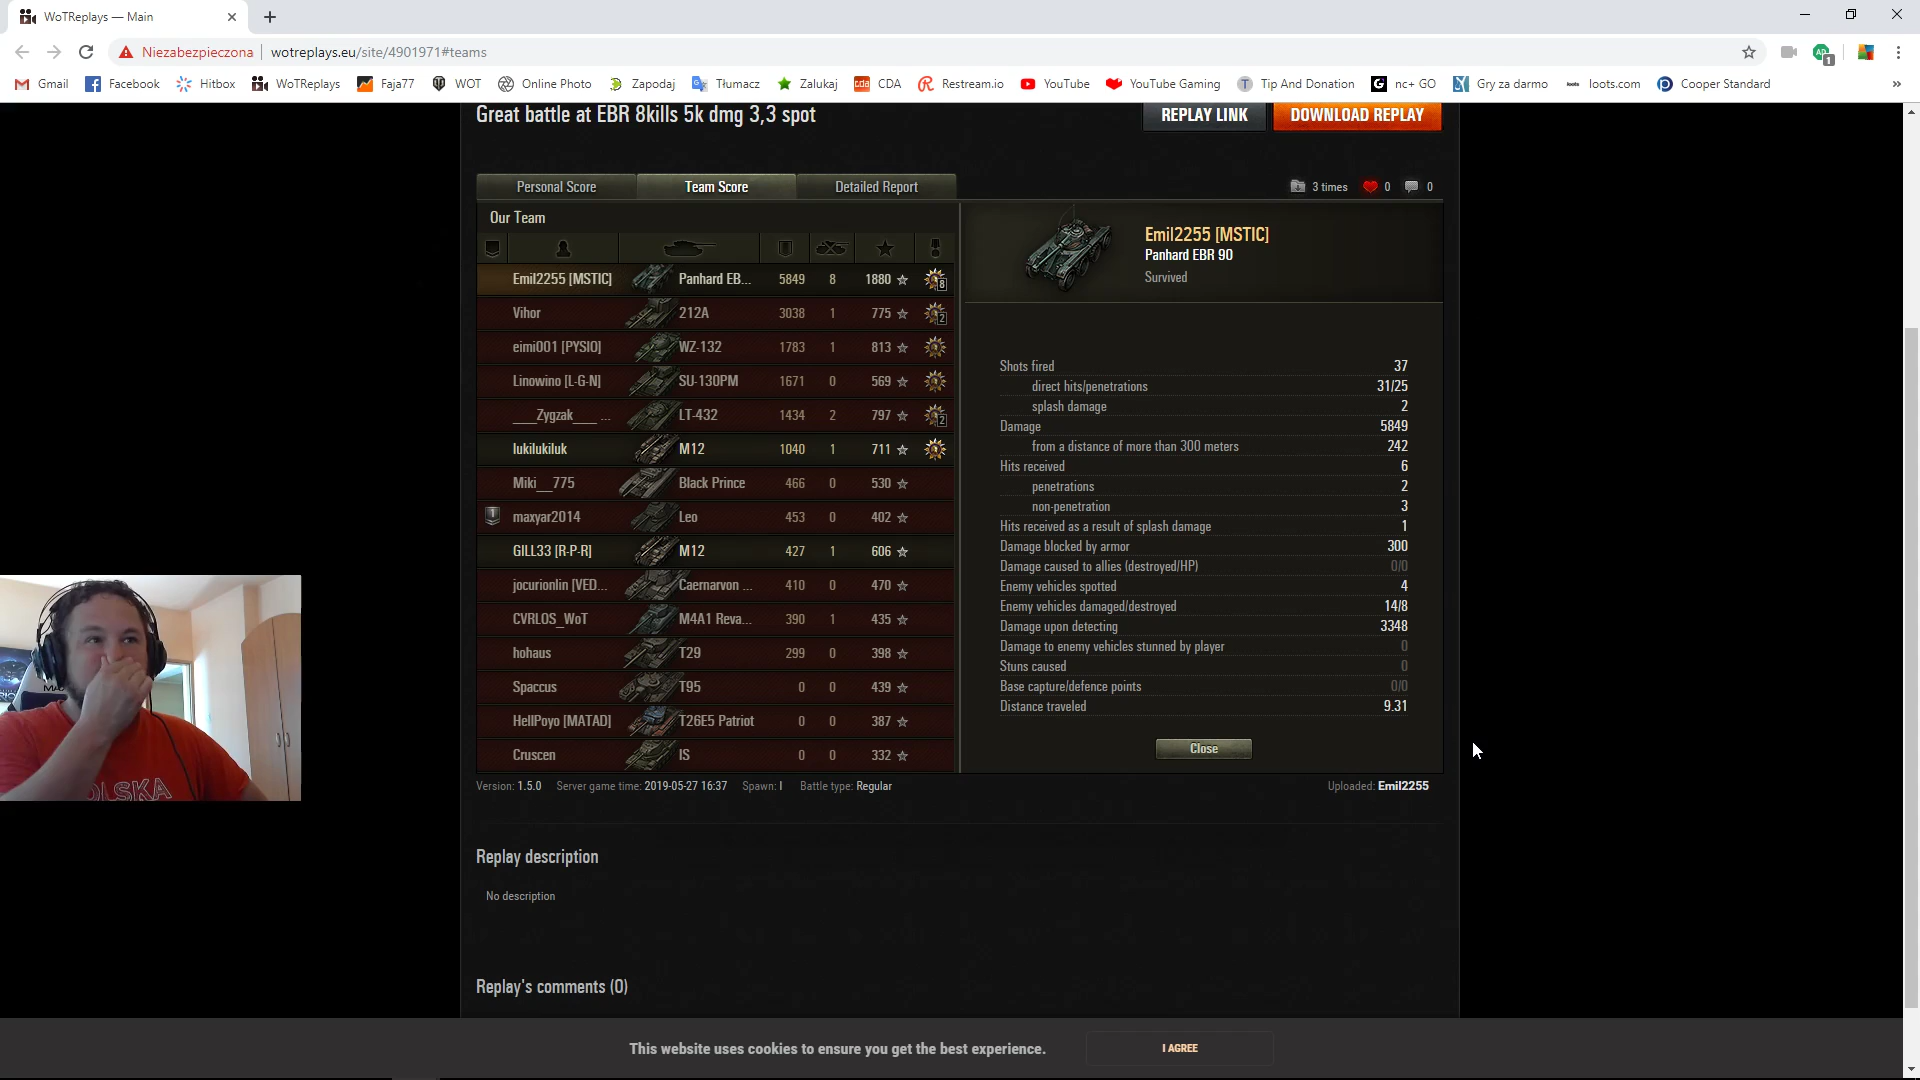 WoTReplays — Main
Niezabezpieczona wotreplays.eu/site/4901971#teams
Gmail Facebook Hitbox WoTReplays Faja77 WOT Online Photo Zapodaj Tłumacz Zalukaj CDA Restream.io YouTube YouTube Gaming Tip And Donation nc+ GO Gry za darmo loots.com Cooper Standard »
Great battle at EBR 8kills 5k dmg 3,3 spot
REPLAY LINK DOWNLOAD REPLAY
Personal Score Team Score Detailed Report 3 times 0 0
Our Team
Emil2255 [MSTIC] Panhard EB... 5849 8 1880 8
Vihor 212A 3038 1 775 2
eimi001 [PYSIO] WZ-132 1783 1 813
Linowino [L-G-N] SU-130PM 1671 0 569
___Zygzak___ ... LT-432 1434 2 797 2
lukilukiluk M12 1040 1 711
Miki__775 Black Prince 466 0 530
1 maxyar2014 Leo 453 0 402
GILL33 [R-P-R] M12 427 1 606
jocurionlin [VED... Caernarvon ... 410 0 470
CVRLOS_WoT M4A1 Reva... 390 1 435
hohaus T29 299 0 398
Spaccus T95 0 0 439
HellPoyo [MATAD] T26E5 Patriot 0 0 387
Cruscen IS 0 0 332
Emil2255 [MSTIC]
Panhard EBR 90
Survived
Shots fired 37
direct hits/penetrations 31/25
splash damage 2
Damage 5849
from a distance of more than 300 meters 242
Hits received 6
penetrations 2
non-penetration 3
Hits received as a result of splash damage 1
Damage blocked by armor 300
Damage caused to allies (destroyed/HP) 0/0
Enemy vehicles spotted 4
Enemy vehicles damaged/destroyed 14/8
Damage upon detecting 3348
Damage to enemy vehicles stunned by player 0
Stuns caused 0
Base capture/defence points 0/0
Distance traveled 9.31
Close
Version: 1.5.0 Server game time: 2019-05-27 16:37 Spawn: I Battle type: Regular Uploaded: Emil2255
Replay description
No description
Replay's comments (0)
This website uses cookies to ensure you get the best experience. I AGREE